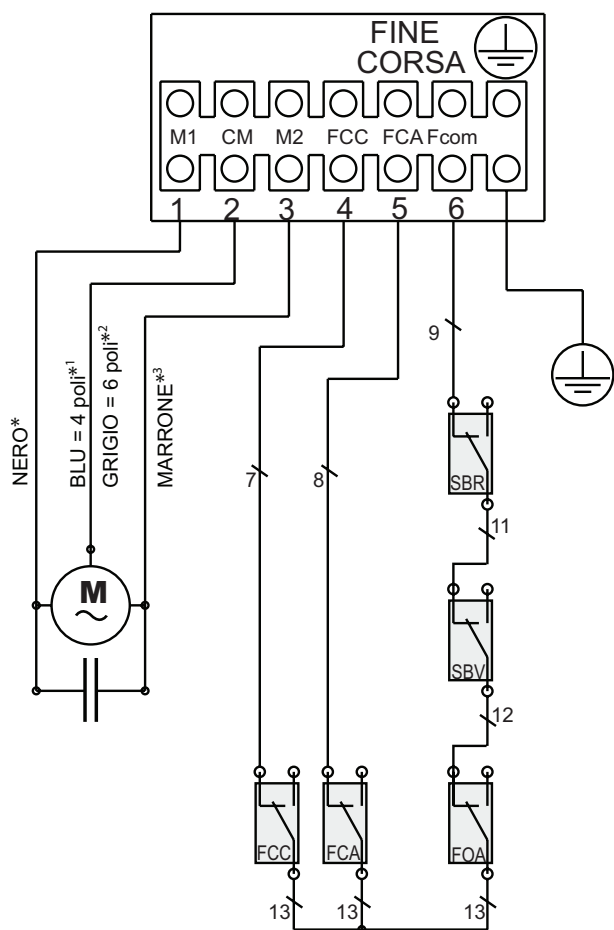 FINE
CORSA
M1 CM M2 FCC FCA Fcom
1 2 3 4 5 6
NERO*
BLU = 4 poli*1
GRIGIO = 6 poli*2
MARRONE*3
M
7
8
9
SBR
11
SBV
12
FCC
FCA
FOA
13
13
13